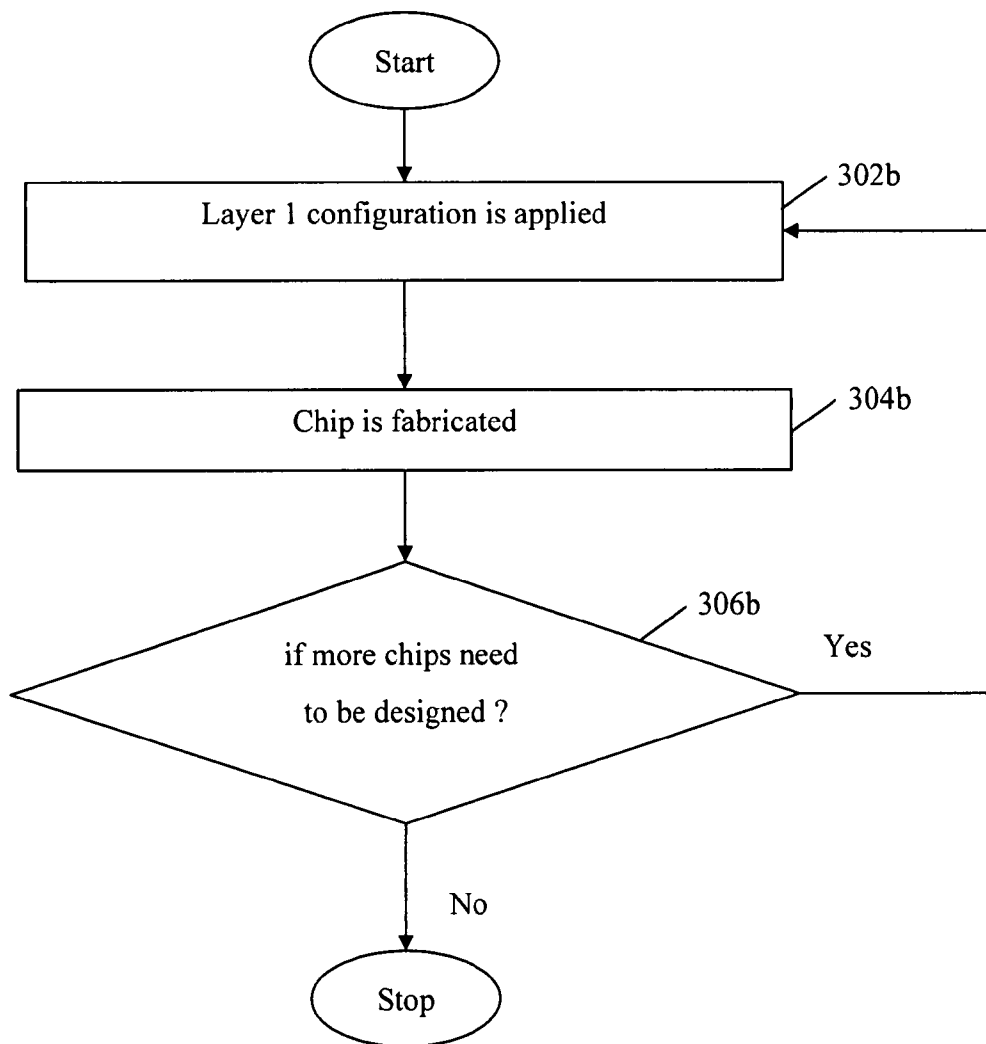 Start
302b
Layer 1 configuration is applied
304b
Chip is fabricated
306b
if more chips need
to be designed ?
Yes
No
Stop